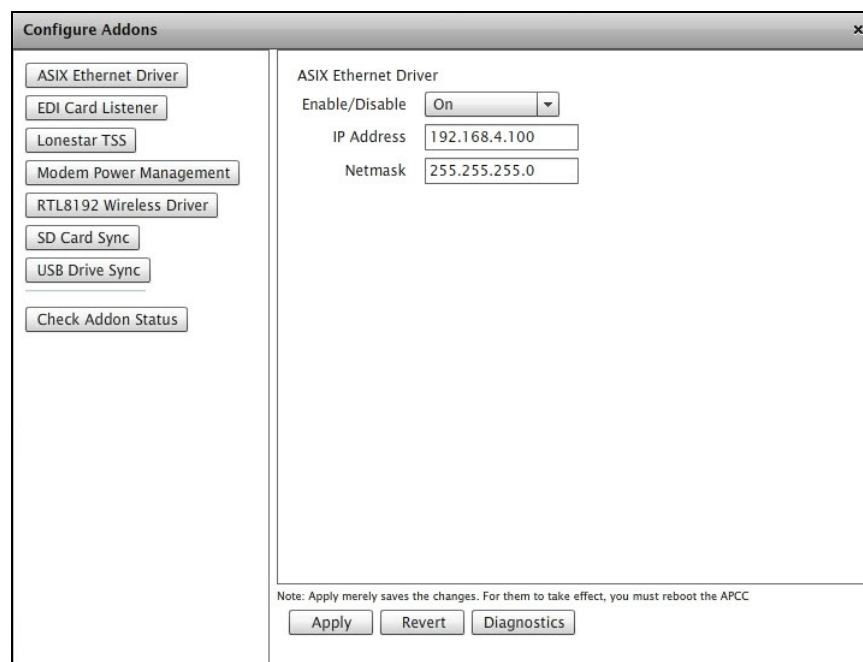 Configure Addons
x
ASIX Ethernet Driver
EDI Card Listener
Lonestar TSS
Modem Power Management
RTL8192 Wireless Driver
SD Card Sync
USB Drive Sync
Check Addon Status
ASIX Ethernet Driver
Enable/Disable On
IP Address 192.168.4.100
Netmask 255.255.255.0
Note: Apply merely saves the changes. For them to take effect, you must reboot the APCC
Apply Revert Diagnostics